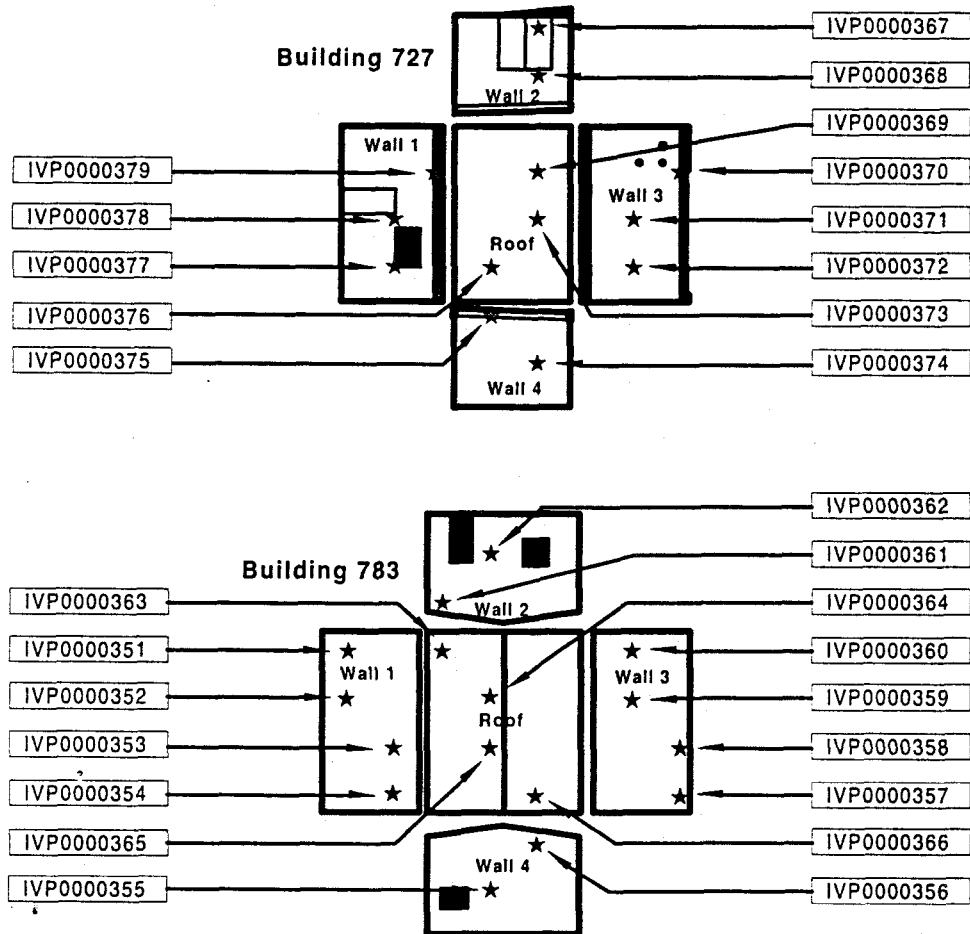 IVP0000367
Building 727
IVP0000368
Wall 2
IVP0000369
Wall 1
IVP0000379
IVP0000370
Wall 3
IVP0000378
IVP0000371
Roof
IVP0000377
IVP0000372
IVP0000376
IVP0000373
IVP0000375
IVP0000374
Wall 4
IVP0000362
IVP0000361
Building 783
IVP0000363
Wall 2
IVP0000364
IVP0000351
IVP0000360
Wall 1
Wall 3
IVP0000352
IVP0000359
Roof
IVP0000353
IVP0000358
IVP0000354
IVP0000357
IVP0000365
IVP0000366
Wall 4
IVP0000355
IVP0000356